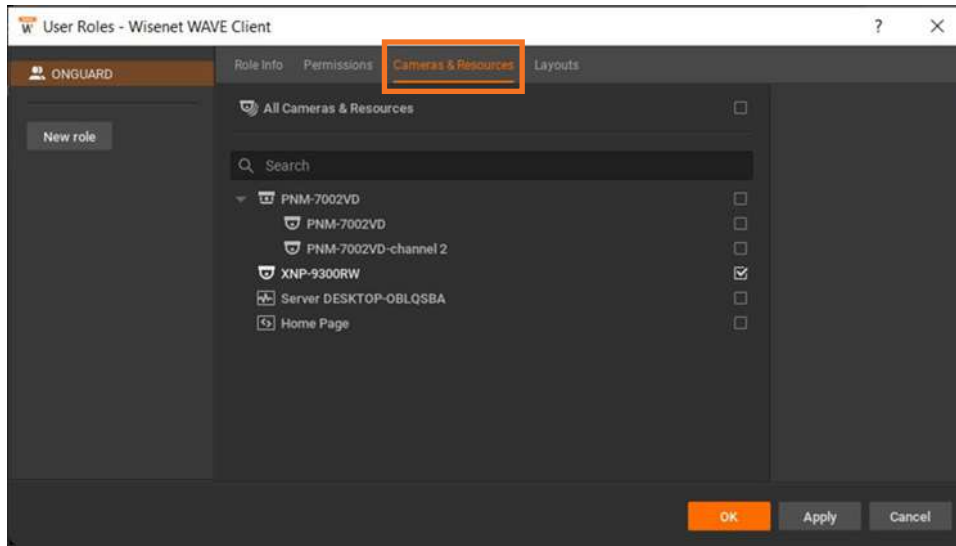 User Roles - Wisenet WAVE Client
ONGUARD
New role
Role Info Permissions Cameras & Resources Layouts
All Cameras & Resources
Search
PNM-7002VD
PNM-7002VD
PNM-7002VD-channel 2
XNP-9300RW
Server DESKTOP-OBLQSBA
Home Page
OK Apply Cancel